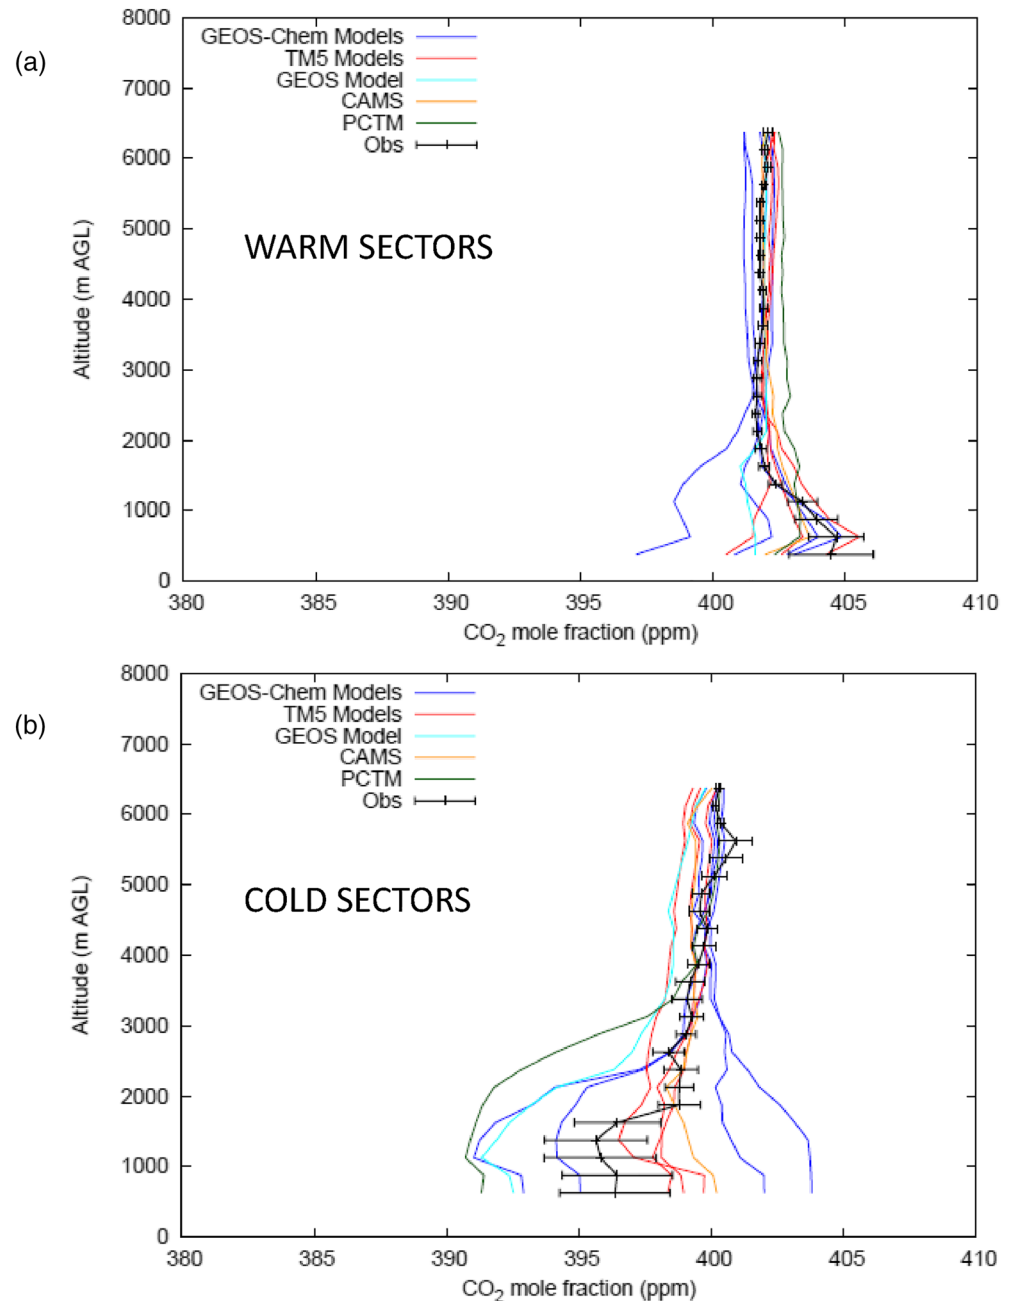 (a)
8000
7000
6000
5000
4000
3000
2000
1000
0
Altitude (m AGL)
GEOS-Chem Models
TM5 Models
GEOS Model
CAMS
PCTM
Obs
WARM SECTORS
380 385 390 395 400 405 410
CO₂ mole fraction (ppm)
(b)
8000
7000
6000
5000
4000
3000
2000
1000
0
Altitude (m AGL)
GEOS-Chem Models
TM5 Models
GEOS Model
CAMS
PCTM
Obs
COLD SECTORS
380 385 390 395 400 405 410
CO₂ mole fraction (ppm)